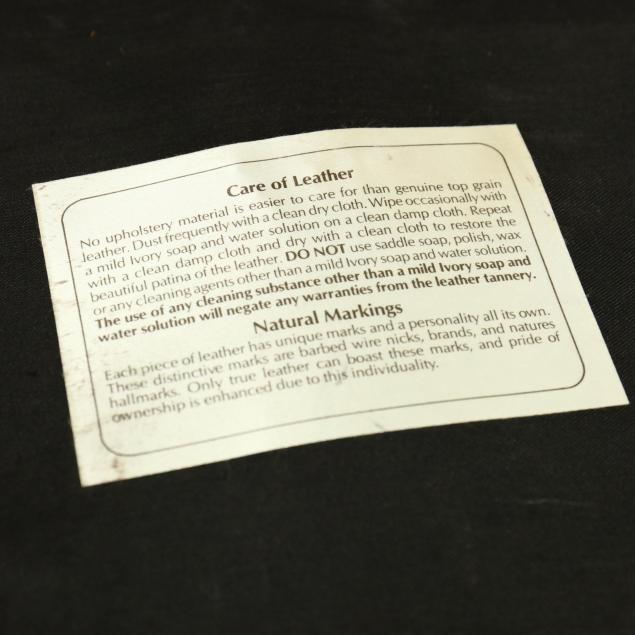 Care of Leather
No upholstery material is easier to care for than genuine top grain
leather. Dust frequently with a clean dry cloth. Wipe occasionally with
a mild Ivory soap and water solution on a clean damp cloth. Repeat
with a clean damp cloth and dry with a clean cloth to restore the
beautiful patina of the leather. DO NOT use saddle soap, polish, wax
or any cleaning agents other than a mild Ivory soap and water solution.
The use of any cleaning substance other than a mild Ivory soap and
water solution will negate any warranties from the leather tannery.
Natural Markings
Each piece of leather has unique marks and a personality all its own.
These distinctive marks are barbed wire nicks, brands, and natures
hallmarks. Only true leather can boast these marks, and pride of
ownership is enhanced due to this individuality.